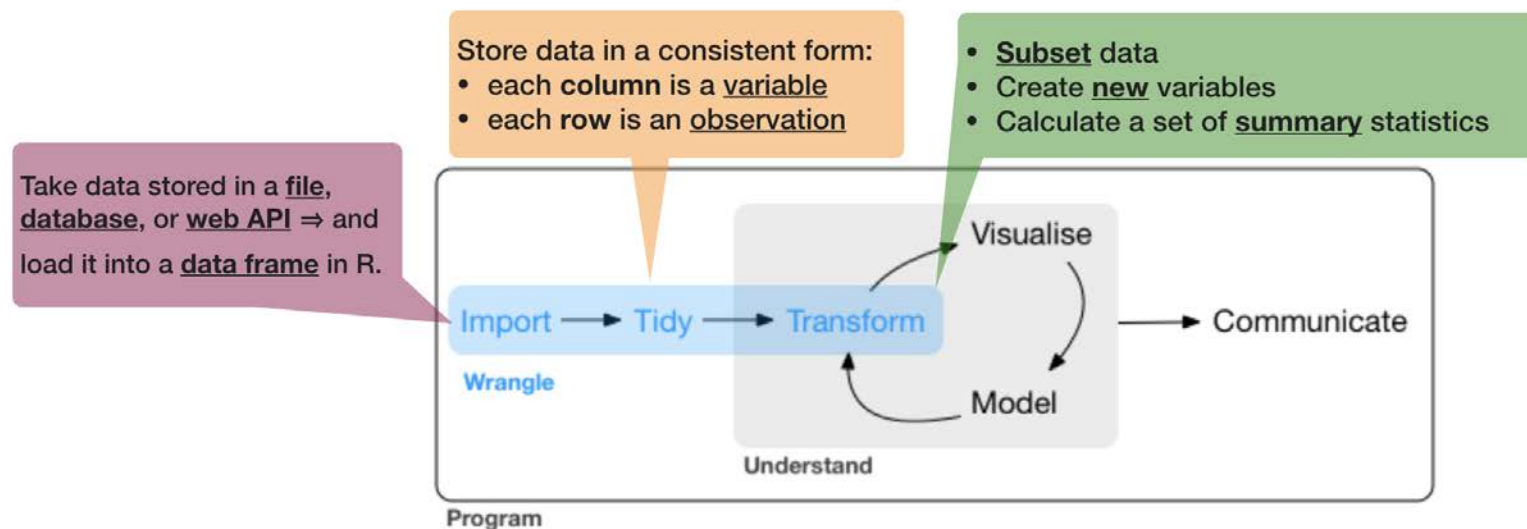 Store data in a consistent form:
• each column is a variable
• each row is an observation
• Subset data
• Create new variables
• Calculate a set of summary statistics
Take data stored in a file,
database, or web API ⇒ and
load it into a data frame in R.
Visualise
Import
Tidy
Transform
Communicate
Wrangle
Model
Understand
Program